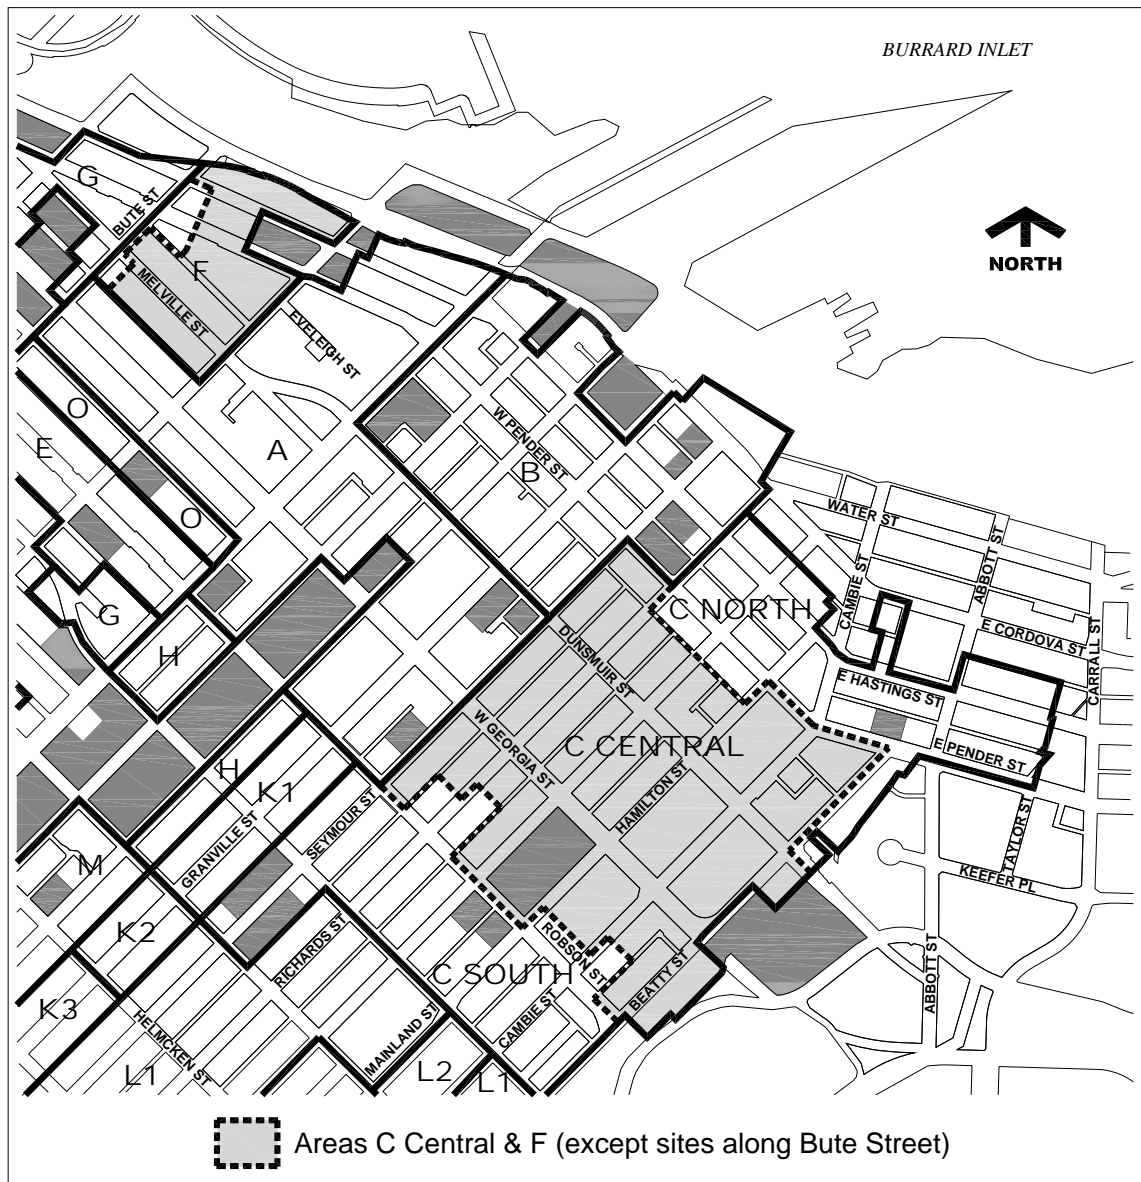 BURRARD INLET
NORTH
G
BUTE ST
F
MELVILLE ST
EVELEIGH ST
O
E
A
O
W PENDER ST
B
WATER ST
CAMBIE ST
ABBOTT ST
C NORTH
E CORDOVA ST
CARRALL ST
G
H
DUNSMUIR ST
E HASTINGS ST
W GEORGIA ST
C CENTRAL
E PENDER ST
H
K1
SEYMOUR ST
HAMILTON ST
GRANVILLE ST
TAYLOR ST
M
KEEFER PL
K2
RICHARDS ST
ROBSON ST
C SOUTH
BEATTY ST
ABBOTT ST
K3
HELMCKEN ST
MAINLAND ST
CAMBIE ST
L1
L2
L1
Areas C Central & F (except sites along Bute Street)